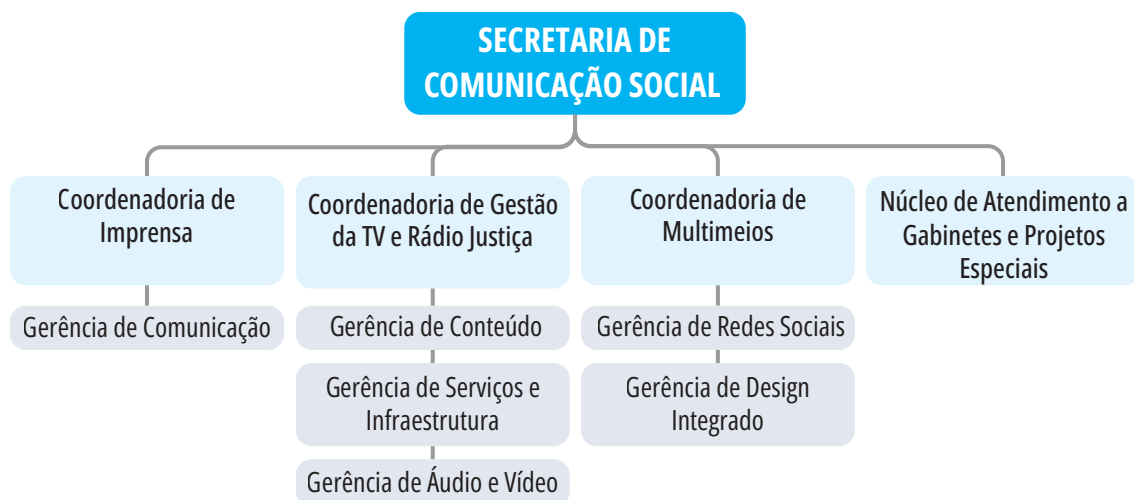 SECRETARIA DE
COMUNICAÇÃO SOCIAL
Coordenadoria de
Imprensa
Gerência de Comunicação
Coordenadoria de Gestão
da TV e Rádio Justiça
Gerência de Conteúdo
Gerência de Serviços e
Infraestrutura
Gerência de Áudio e Vídeo
Coordenadoria de
Multimeios
Gerência de Redes Sociais
Gerência de Design
Integrado
Núcleo de Atendimento a
Gabinetes e Projetos
Especiais